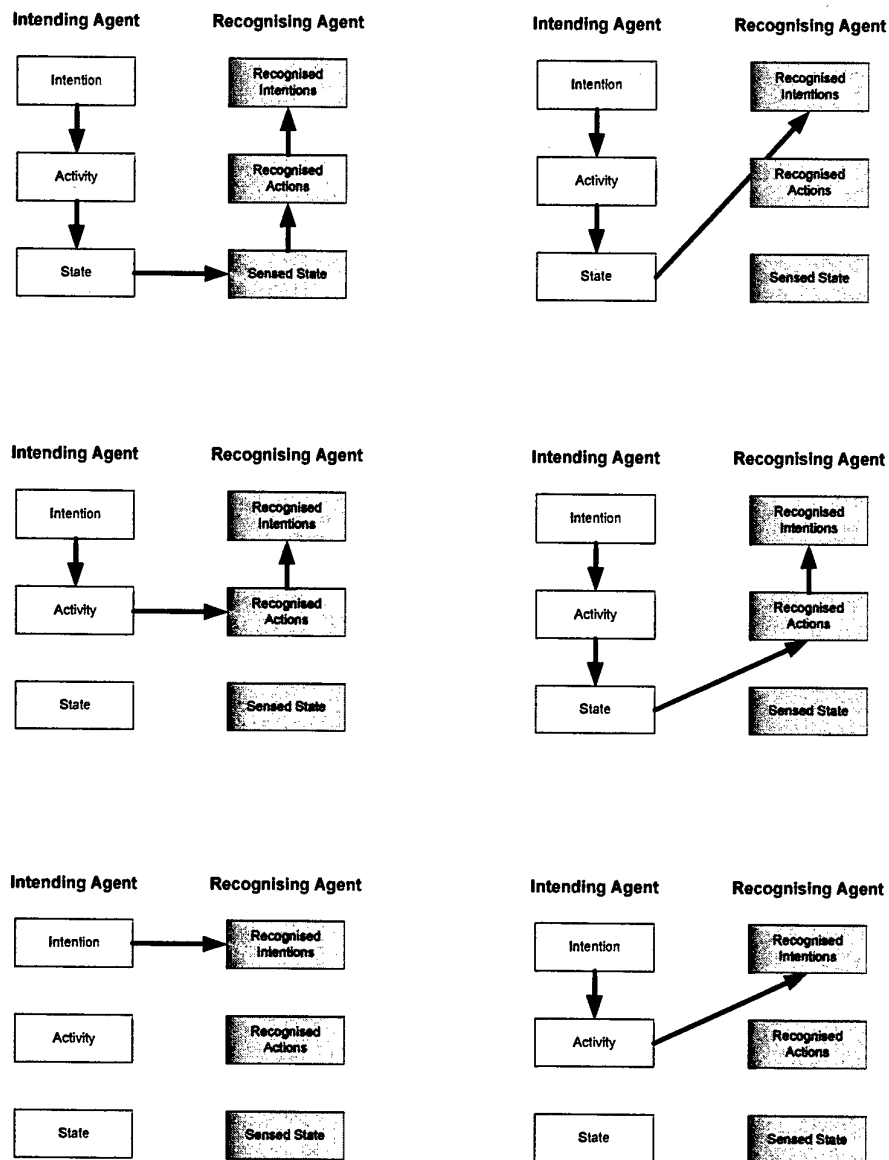 Intending Agent
Recognising Agent
Intention
Recognised
Intentions
Activity
Recognised
Actions
State
Sensed State
Intending Agent
Recognising Agent
Intention
Recognised
Intentions
Activity
Recognised
Actions
State
Sensed State
Intending Agent
Recognising Agent
Intention
Recognised
Intentions
Activity
Recognised
Actions
State
Sensed State
Intending Agent
Recognising Agent
Intention
Recognised
Intentions
Activity
Recognised
Actions
State
Sensed State
Intending Agent
Recognising Agent
Intention
Recognised
Intentions
Activity
Recognised
Actions
State
Sensed State
Intending Agent
Recognising Agent
Intention
Recognised
Intentions
Activity
Recognised
Actions
State
Sensed State